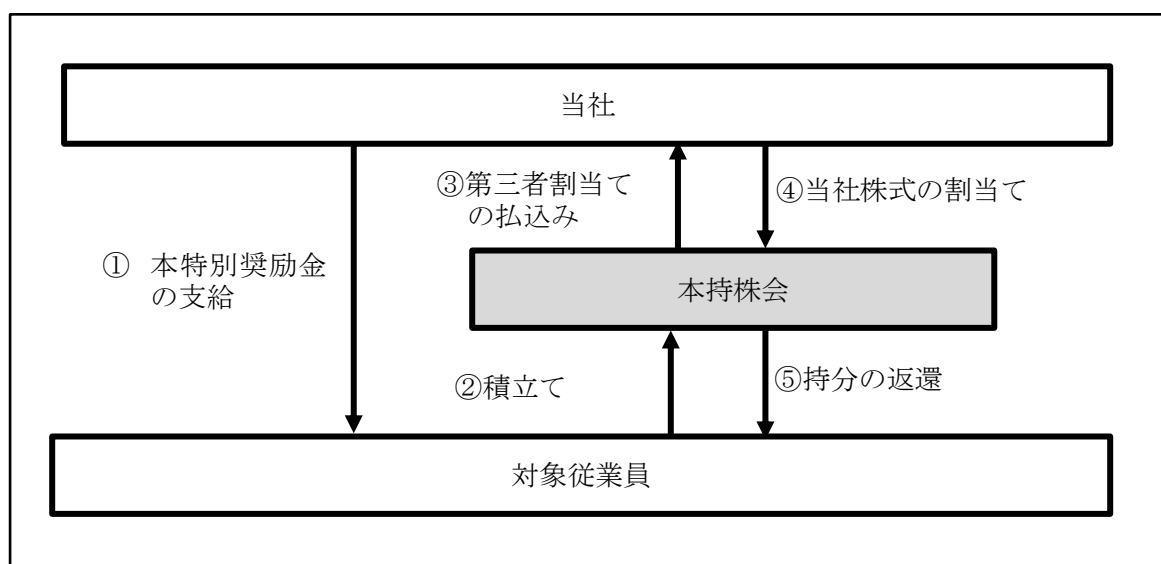 当社
③第三者割当て
の払込み
④当社株式の割当て
① 本特別奨励金
の支給
本持株会
②積立て
⑤持分の返還
対象従業員